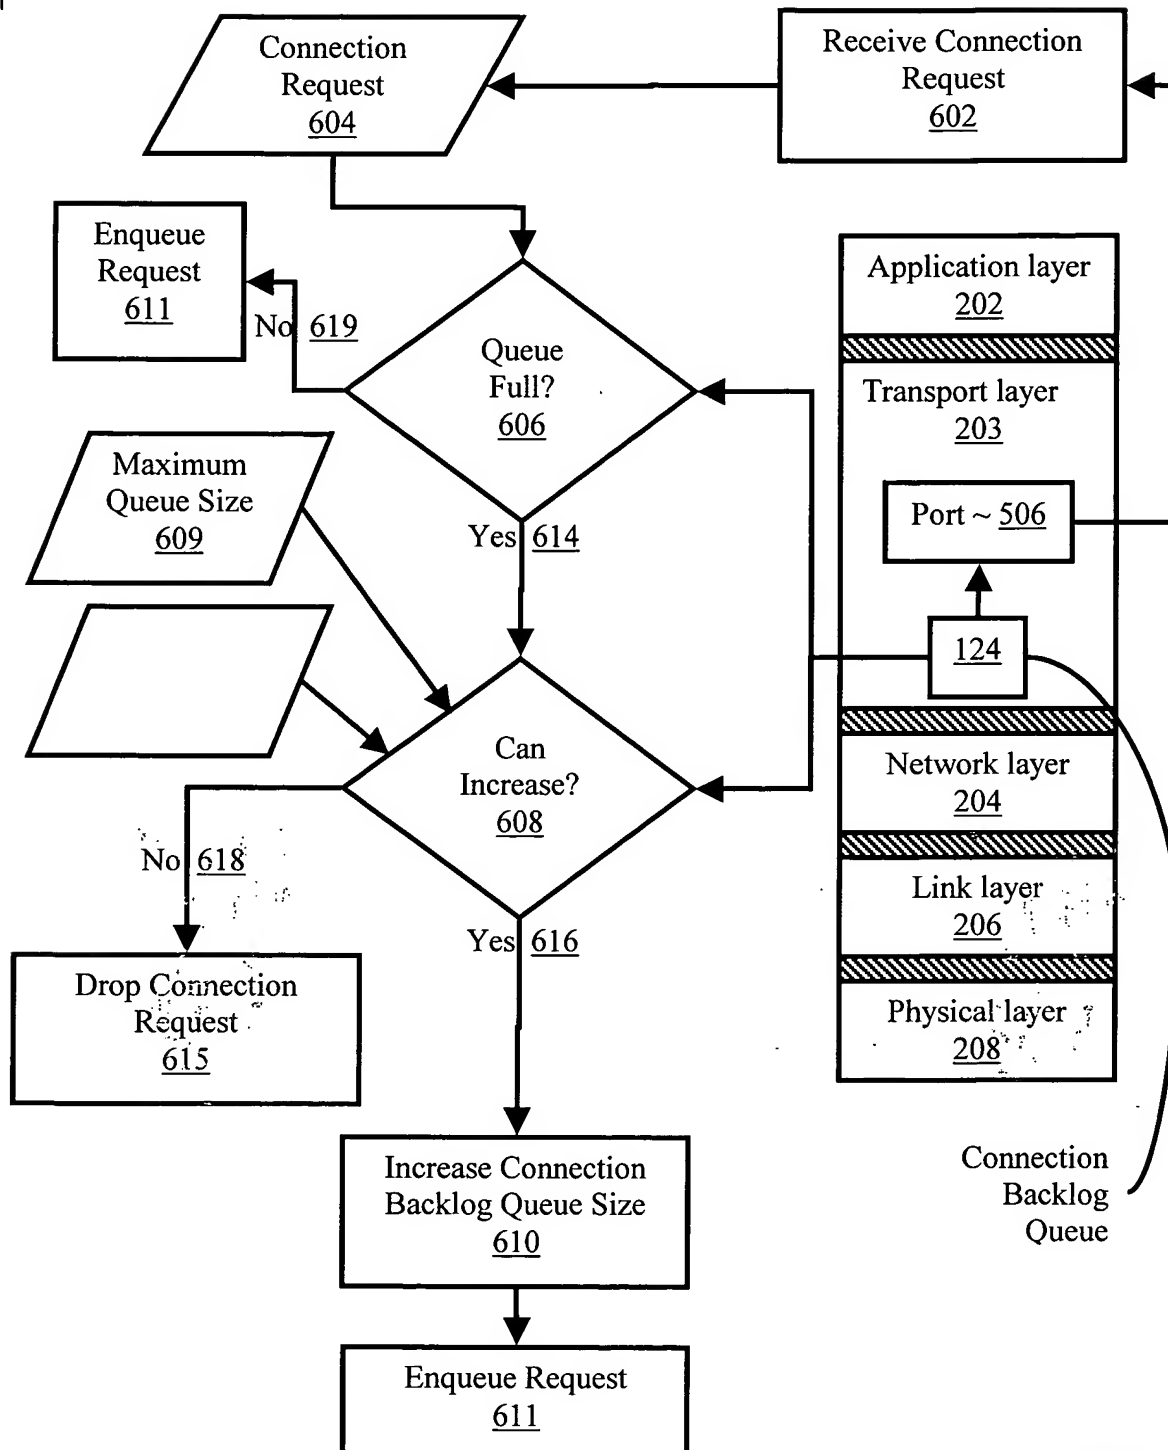 Connection
Request
604
Receive Connection
Request
602
Enqueue
Request
611
No 619
Queue
Full?
606
Application layer
202
Transport layer
203
Port ~ 506
124
Maximum
Queue Size
609
Yes 614
Can
Increase?
608
Network layer
204
Link layer
206
Physical layer
208
No 618
Yes 616
Drop Connection
Request
615
Increase Connection
Backlog Queue Size
610
Connection
Backlog
Queue
Enqueue Request
611